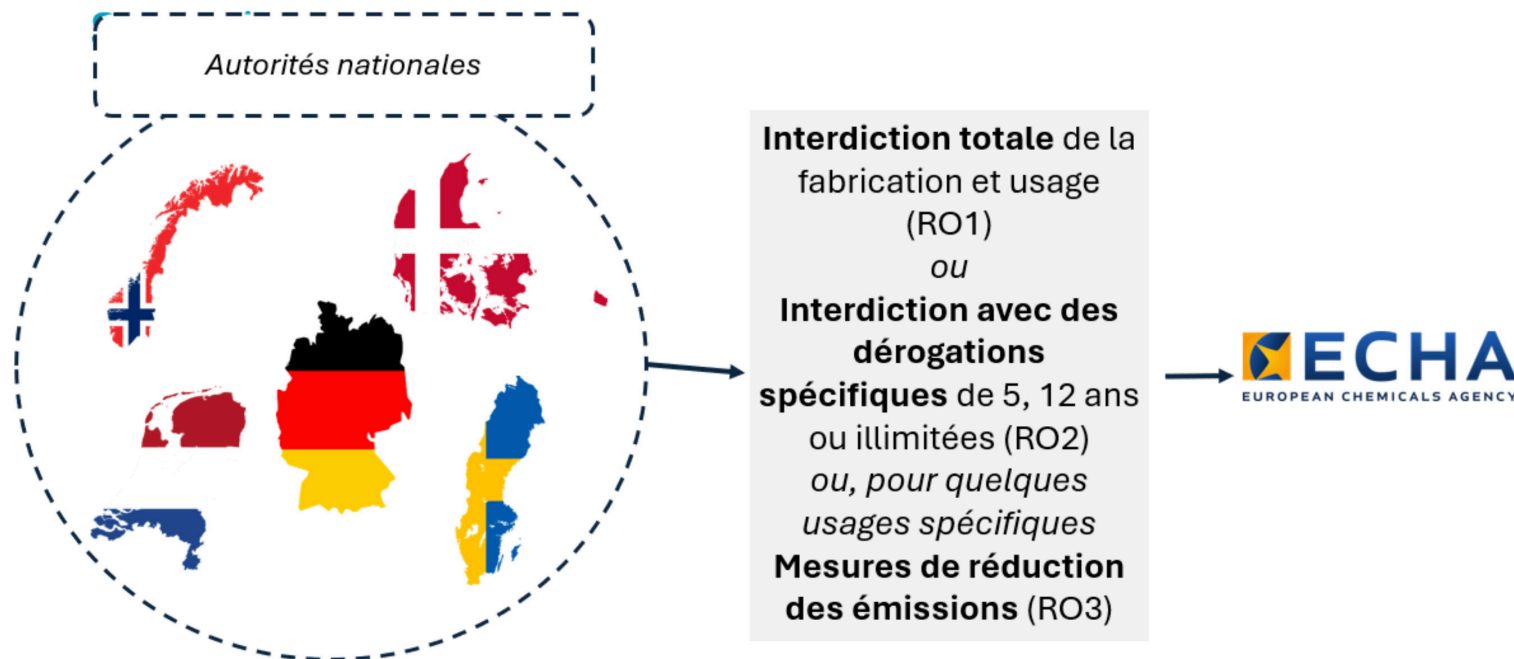 Autorités nationales
Interdiction totale de la
fabrication et usage
(RO1)
ou
Interdiction avec des
dérogations
spécifiques de 5, 12 ans
ou illimitées (RO2)
ou, pour quelques
usages spécifiques
Mesures de réduction
des émissions (RO3)
ECHA
EUROPEAN CHEMICALS AGENCY